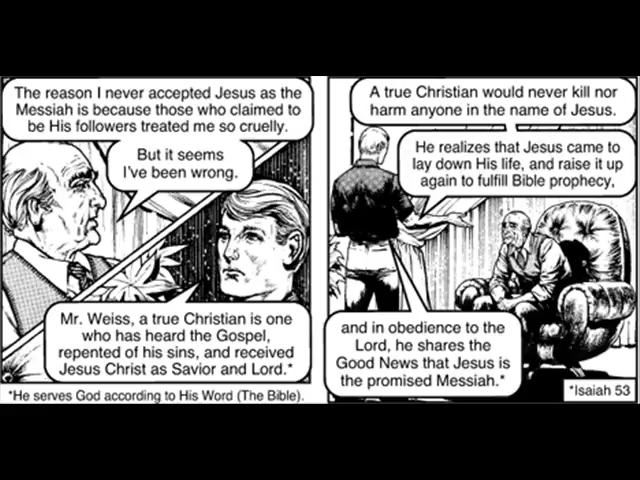 The reason I never accepted Jesus as the
Messiah is because those who claimed to
be His followers treated me so cruelly.
But it seems
I've been wrong.
Mr. Weiss, a true Christian is one
who has heard the Gospel,
repented of his sins, and received
Jesus Christ as Savior and Lord.*
*He serves God according to His Word (The Bible).
A true Christian would never kill nor
harm anyone in the name of Jesus.
He realizes that Jesus came to
lay down His life, and raise it up
again to fulfill Bible prophecy,
and in obedience to the
Lord, he shares the
Good News that Jesus is
the promised Messiah.*
*Isaiah 53